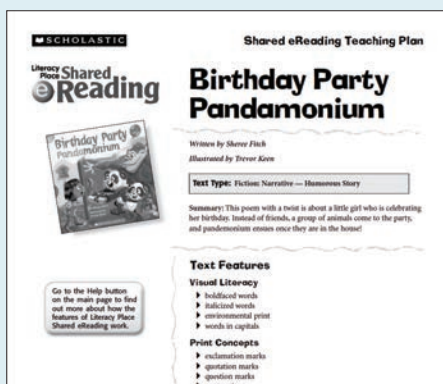 SCHOLASTIC
Shared eReading Teaching Plan
Literacy
Place Shared
eReading
Birthday Party
Pandamonium
Birthday Party
Pandamonium
Written by Sheree Fitch
Illustrated by Trevor Keen
Text Type: Fiction: Narrative — Humorous Story
Summary: This poem with a twist is about a little girl who is celebrating
her birthday. Instead of friends, a group of animals come to the party,
and pandemonium ensues once they are in the house!
Go to the Help button
on the main page to find
out more about how the
features of Literacy Place
Shared eReading work.
Text Features
Visual Literacy
boldfaced words
italicized words
environmental print
words in capitals
Print Concepts
exclamation marks
quotation marks
question marks